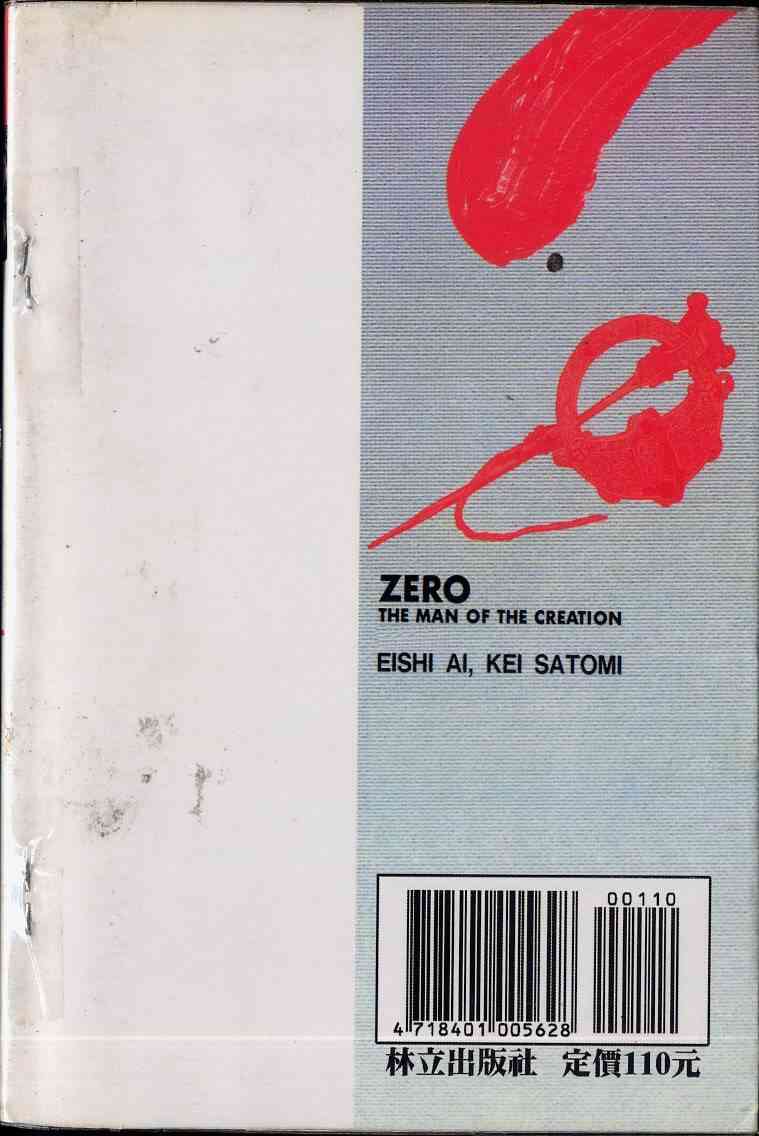 ZERO
THE MAN OF THE CREATION
EISHI AI, KEI SATOMI
00110
4 718401 005628
林立出版社 定價110元